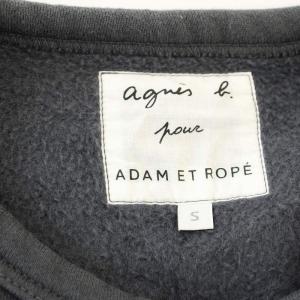 agnès b.
pour
ADAM ET ROPÉ
S